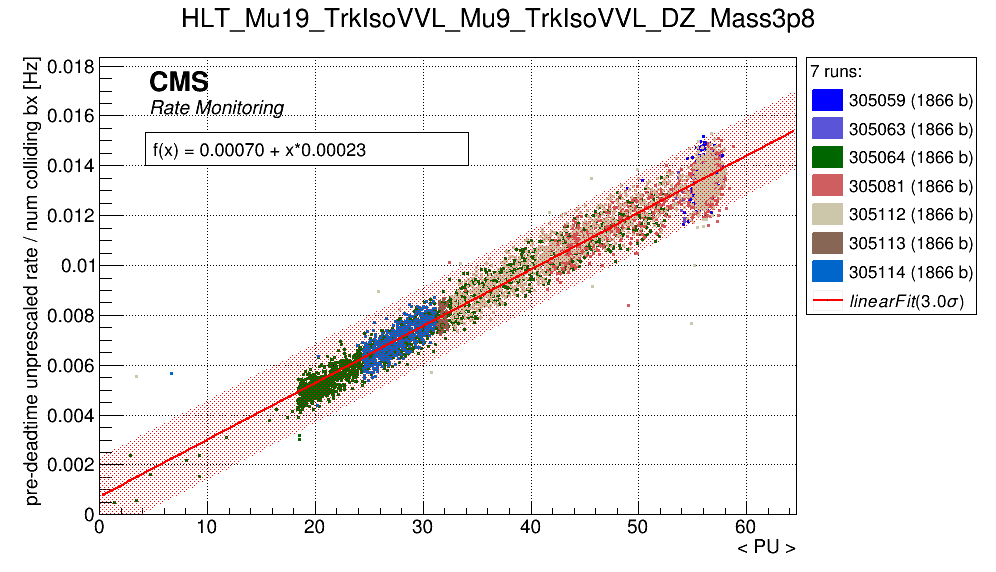 HLT_Mu19_TrkIsoVVL_Mu9_TrkIsoVVL_DZ_Mass3p8
pre-deadtime unprescaled rate / num colliding bx [Hz]
0.018
0.016
0.014
0.012
0.01
0.008
0.006
0.004
0.002
0
CMS
Rate Monitoring
f(x) = 0.00070 + x*0.00023
7 runs:
305059 (1866 b)
305063 (1866 b)
305064 (1866 b)
305081 (1866 b)
305112 (1866 b)
305113 (1866 b)
305114 (1866 b)
linearFit(3.0σ)
0 10 20 30 40 50 60
< PU >